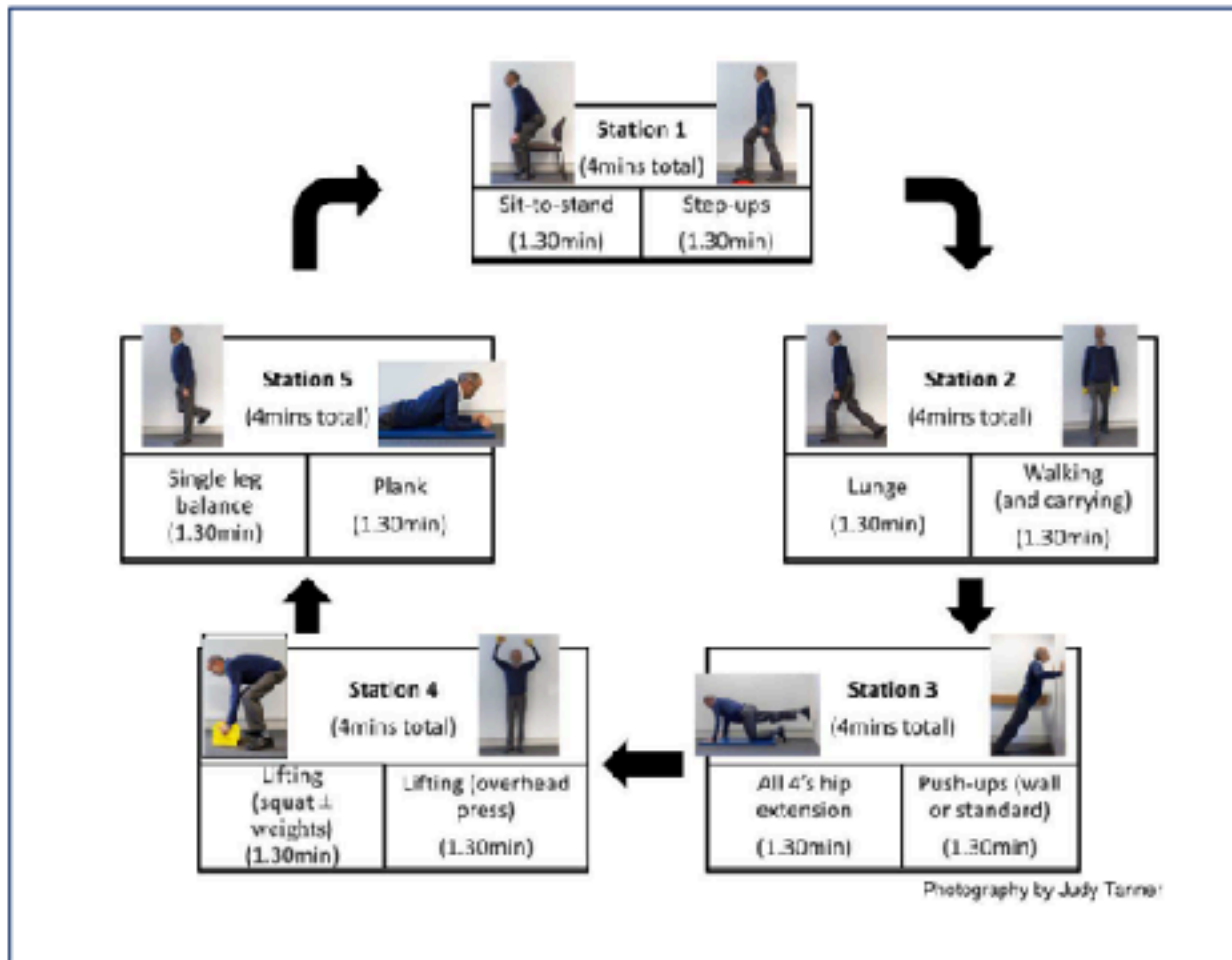 Station 1
(4mins total)
Sit-to-stand
(1.30min)
Step-ups
(1.30min)
Station 2
(4mins total)
Lunge
(1.30min)
Walking
(and carrying)
(1.30min)
Station 3
(4mins total)
All 4's hip
extension
(1.30min)
Push-ups (wall
or standard)
(1.30min)
Station 4
(4mins total)
Lifting
(squat ±
weights)
(1.30min)
Lifting (overhead
press)
(1.30min)
Station 5
(4mins total)
Single leg
balance
(1.30min)
Plank
(1.30min)
Photography by Judy Tanner